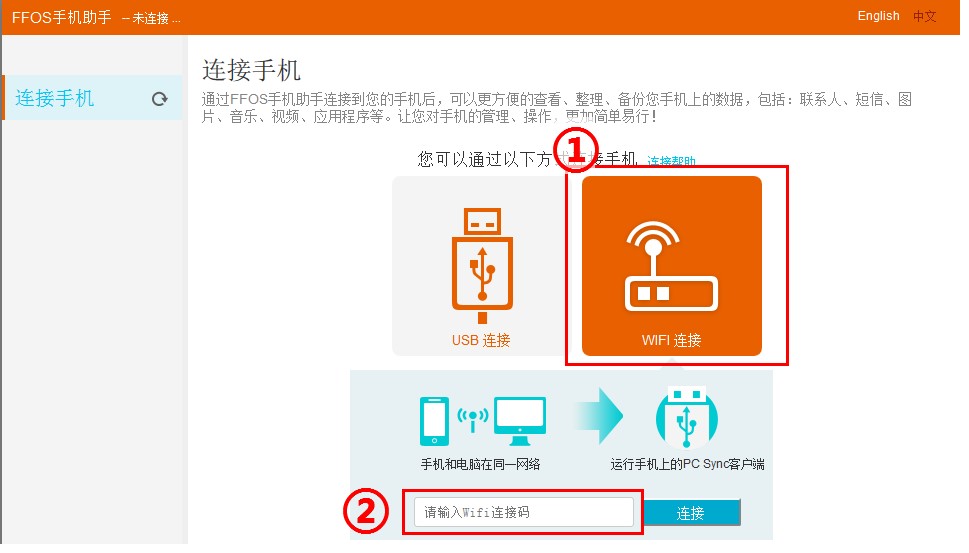 FFOS手机助手 – 未连接 ... English 中文
连接手机
连接手机
通过FFOS手机助手连接到您的手机后，可以更方便的查看、整理、备份您手机上的数据，包括：联系人、短信、图
片、音乐、视频、应用程序等。让您对手机的管理、操作，更加简单易行！
①
您可以通过以下方式连接手机 连接帮助
USB 连接
WIFI 连接
手机和电脑在同一网络
运行手机上的PC Sync客户端
②
请输入Wifi连接码
连接